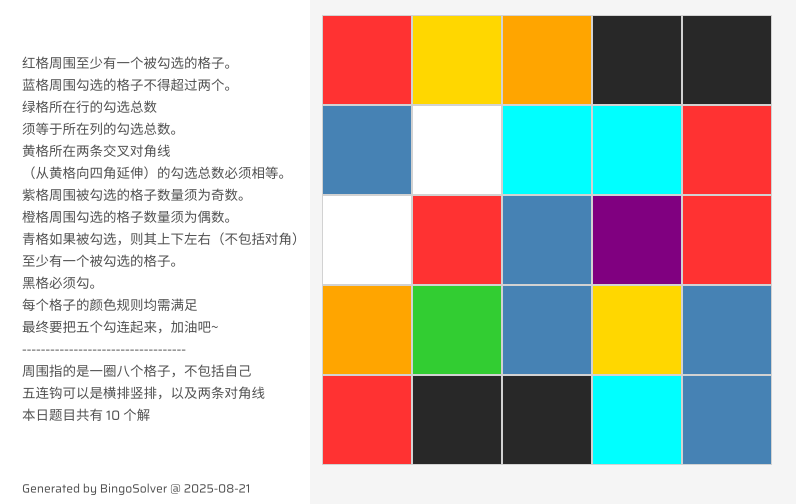 红格周围至少有一个被勾选的格子。
蓝格周围勾选的格子不得超过两个。
绿格所在行的勾选总数
须等于所在列的勾选总数。
黄格所在两条交叉对角线
（从黄格向四角延伸）的勾选总数必须相等。
紫格周围被勾选的格子数量须为奇数。
橙格周围勾选的格子数量须为偶数。
青格如果被勾选，则其上下左右（不包括对角）
至少有一个被勾选的格子。
黑格必须勾。
每个格子的颜色规则均需满足
最终要把五个勾连起来，加油吧~
-----------------------------------
周围指的是一圈八个格子，不包括自己
五连钩可以是横排竖排，以及两条对角线
本日题目共有 10 个解
Generated by BingoSolver @ 2025-08-21